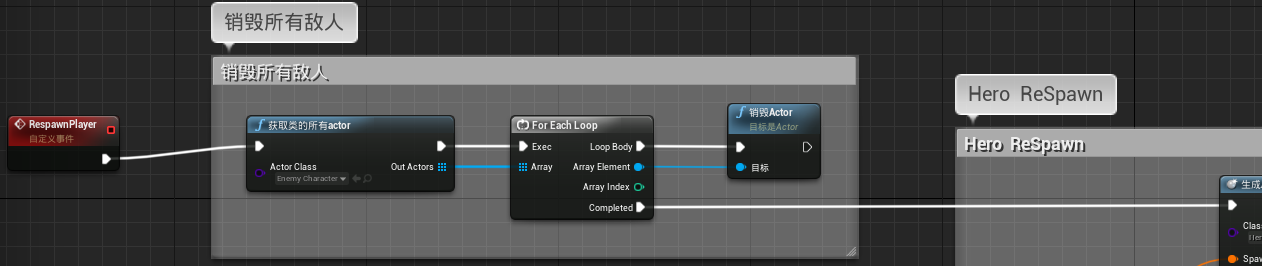 销毁所有敌人
销毁所有敌人
Hero ReSpawn
Hero ReSpawn
RespawnPlayer
自定义事件
获取类的所有actor
Actor Class
Enemy Character
Out Actors
For Each Loop
Exec
Loop Body
Array
Array Element
Array Index
Completed
销毁Actor
目标是Actor
目标
生成
Clas
Spaw